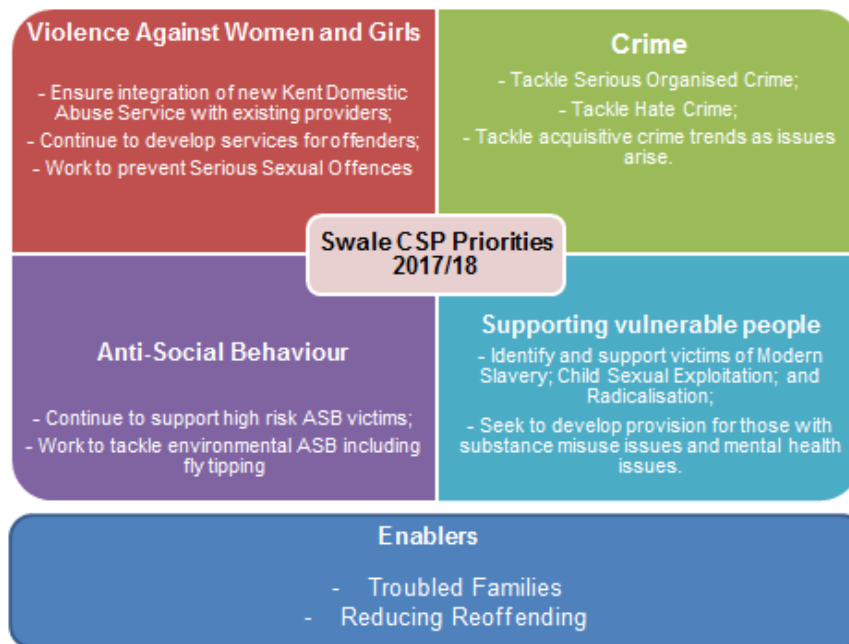 Violence Against Women and Girls
- Ensure integration of new Kent Domestic
Abuse Service with existing providers;
- Continue to develop services for offenders;
- Work to prevent Serious Sexual Offences
Crime
- Tackle Serious Organised Crime;
- Tackle Hate Crime;
- Tackle acquisitive crime trends as issues
arise.
Swale CSP Priorities
2017/18
Anti-Social Behaviour
- Continue to support high risk ASB victims;
- Work to tackle environmental ASB including
fly tipping
Supporting vulnerable people
- Identify and support victims of Modern
Slavery; Child Sexual Exploitation; and
Radicalisation;
- Seek to develop provision for those with
substance misuse issues and mental health
issues.
Enablers
- Troubled Families
- Reducing Reoffending